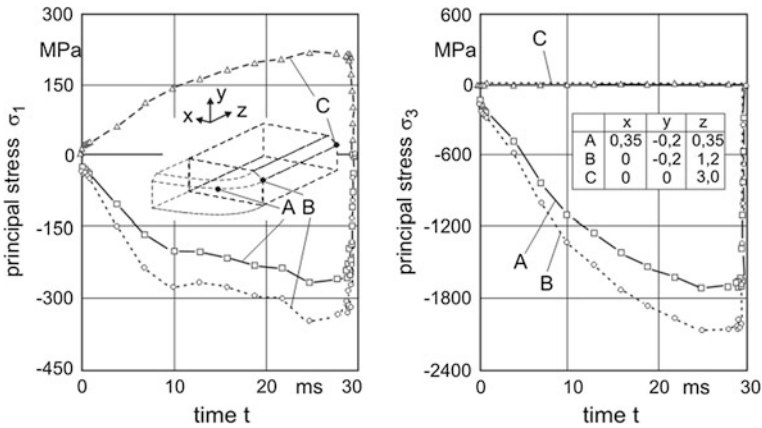 300
MPa
150
0
-150
-300
-450
principal stress σ1
0
10
20
ms
30
time t
x
y
z
C
A B
600
MPa
0
-600
-1200
-1800
-2400
principal stress σ3
0
10
20
ms
30
time t
C
x y z
A 0,35 -0,2 0,35
B 0 -0,2 1,2
C 0 0 3,0
A
B